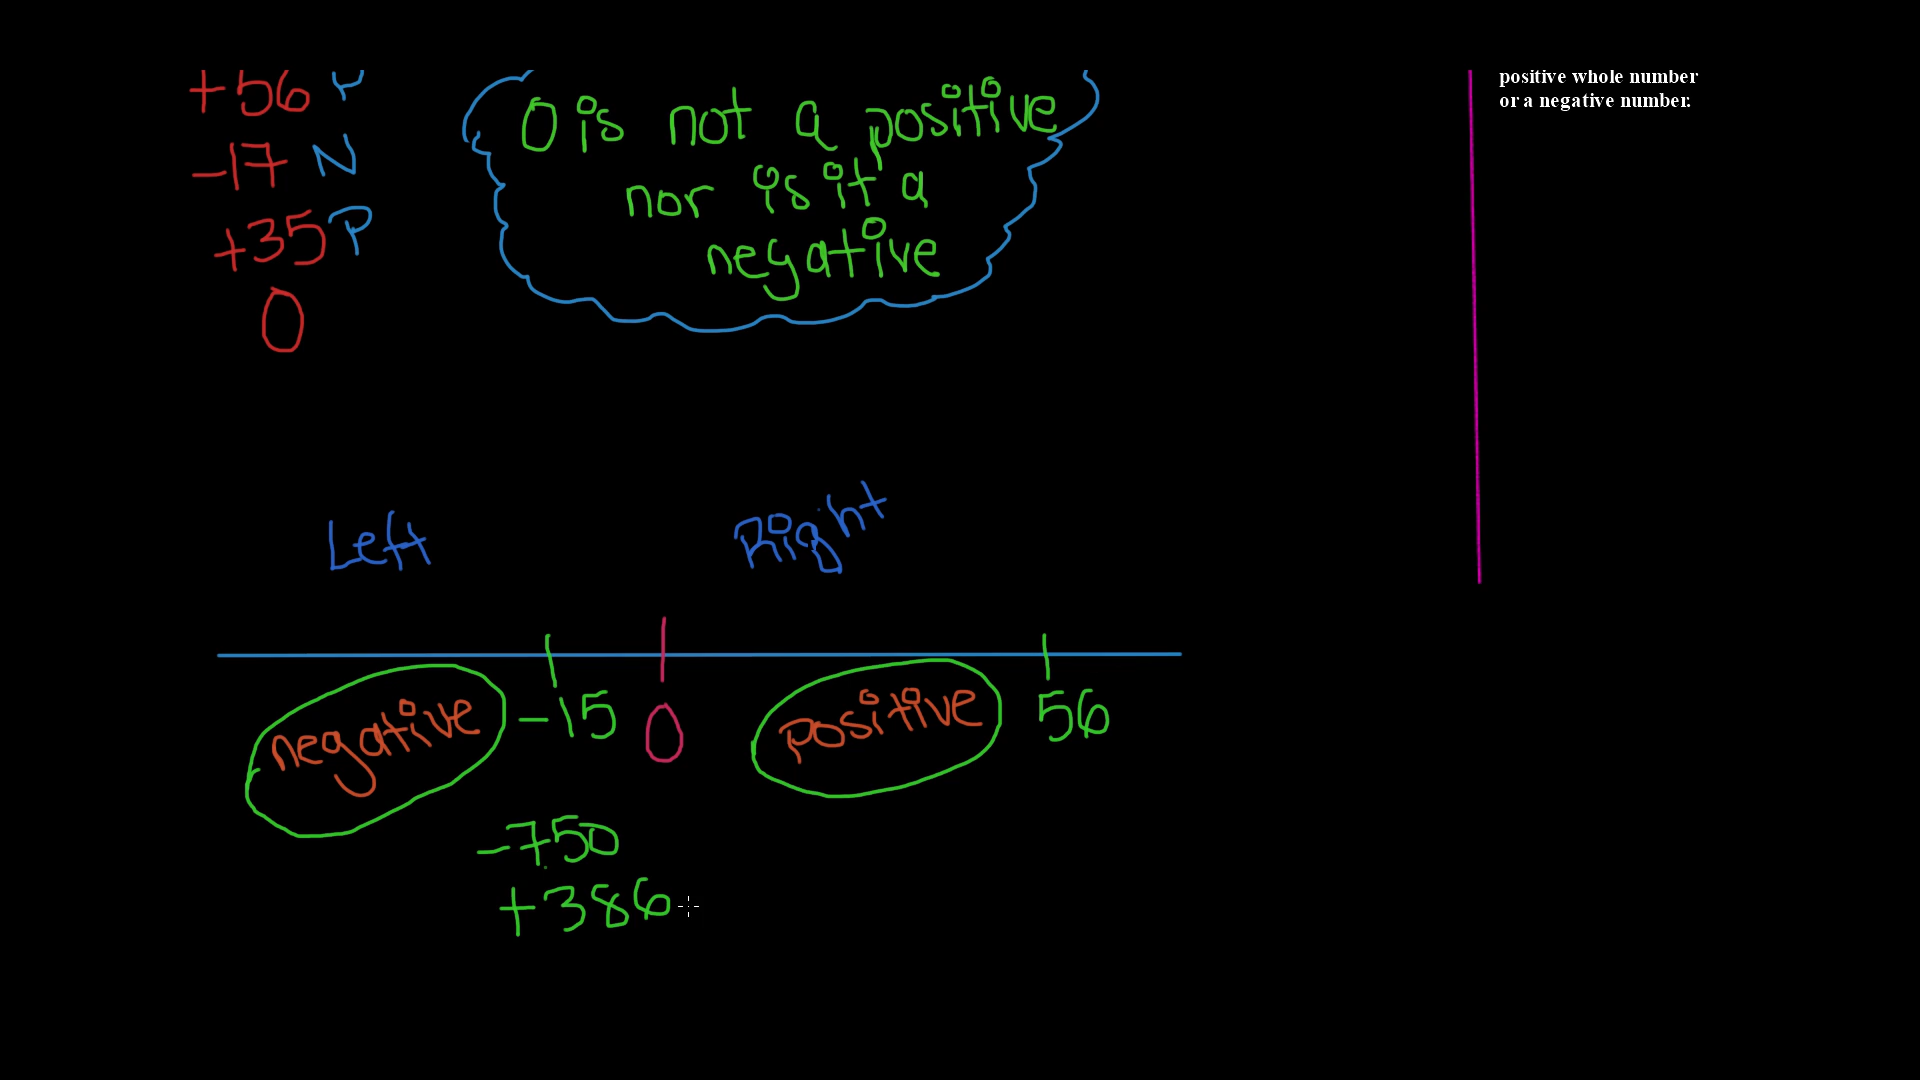 +56 P
-17 N
+35 P
0
0 is not a positive
nor is it a
negative
positive whole number
or a negative number.
Left
Right
negative -15 0 positive 56
-750
+386